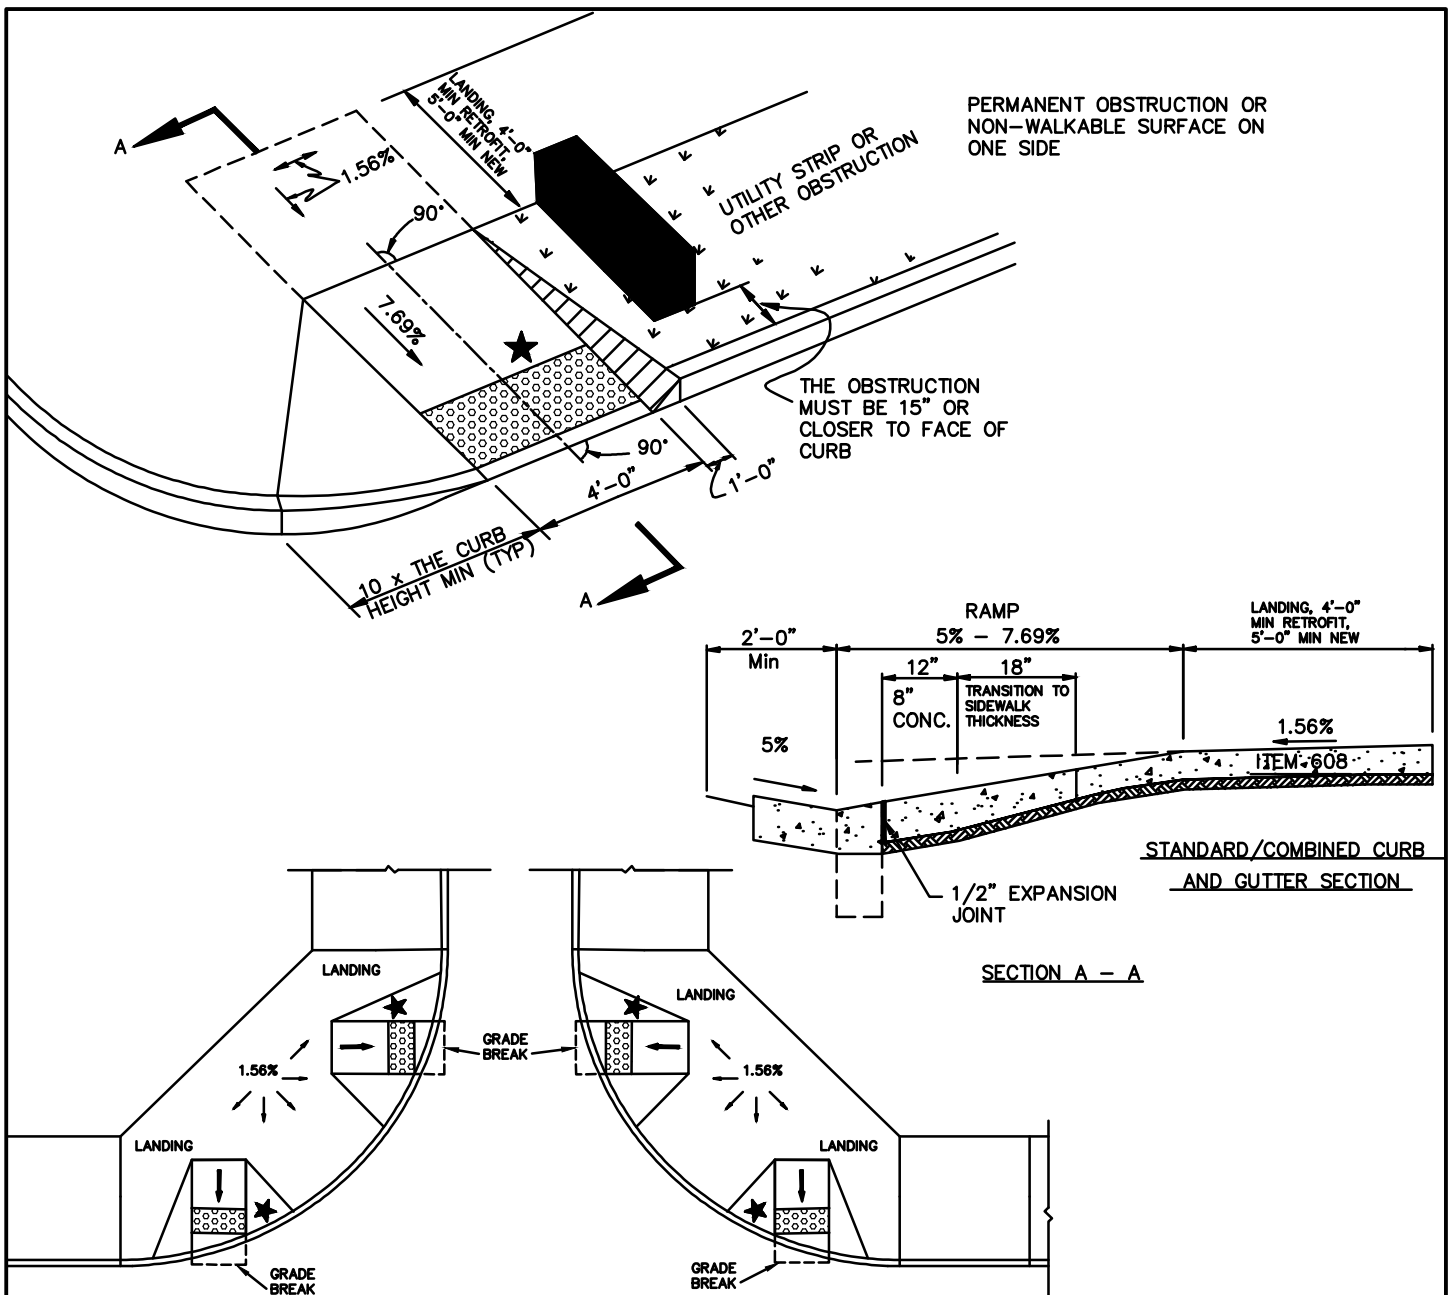 PERMANENT OBSTRUCTION OR
NON-WALKABLE SURFACE ON
ONE SIDE
LANDING, 4'-0"
MIN RETROFIT,
5'-0" MIN NEW
A
1.56%
90°
UTILITY STRIP OR
OTHER OBSTRUCTION
7.69%
THE OBSTRUCTION
MUST BE 15" OR
CLOSER TO FACE OF
CURB
90°
4'-0"
1'-0"
10 x THE CURB
HEIGHT MIN (TYP)
A
RAMP
5% - 7.69%
LANDING, 4'-0"
MIN RETROFIT,
5'-0" MIN NEW
2'-0"
Min
12"
18"
8"
CONC.
TRANSITION TO
SIDEWALK
THICKNESS
5%
1.56%
ITEM 608
STANDARD/COMBINED CURB
AND GUTTER SECTION
1/2" EXPANSION
JOINT
SECTION A - A
LANDING
LANDING
GRADE
BREAK
1.56%
1.56%
LANDING
LANDING
GRADE
BREAK
GRADE
BREAK